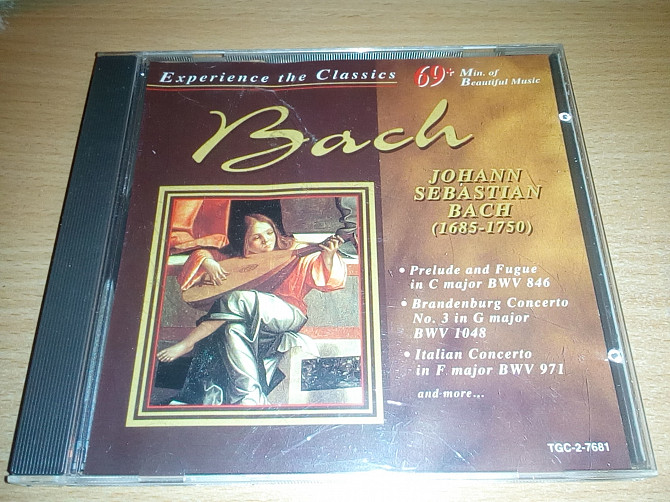 Experience the Classics
69+ Min. of
Beautiful Music
Bach
JOHANN
SEBASTIAN
BACH
(1685-1750)
• Prelude and Fugue
in C major BWV 846
• Brandenburg Concerto
No. 3 in G major
BWV 1048
• Italian Concerto
in F major BWV 971
and more...
TGC-2-7681